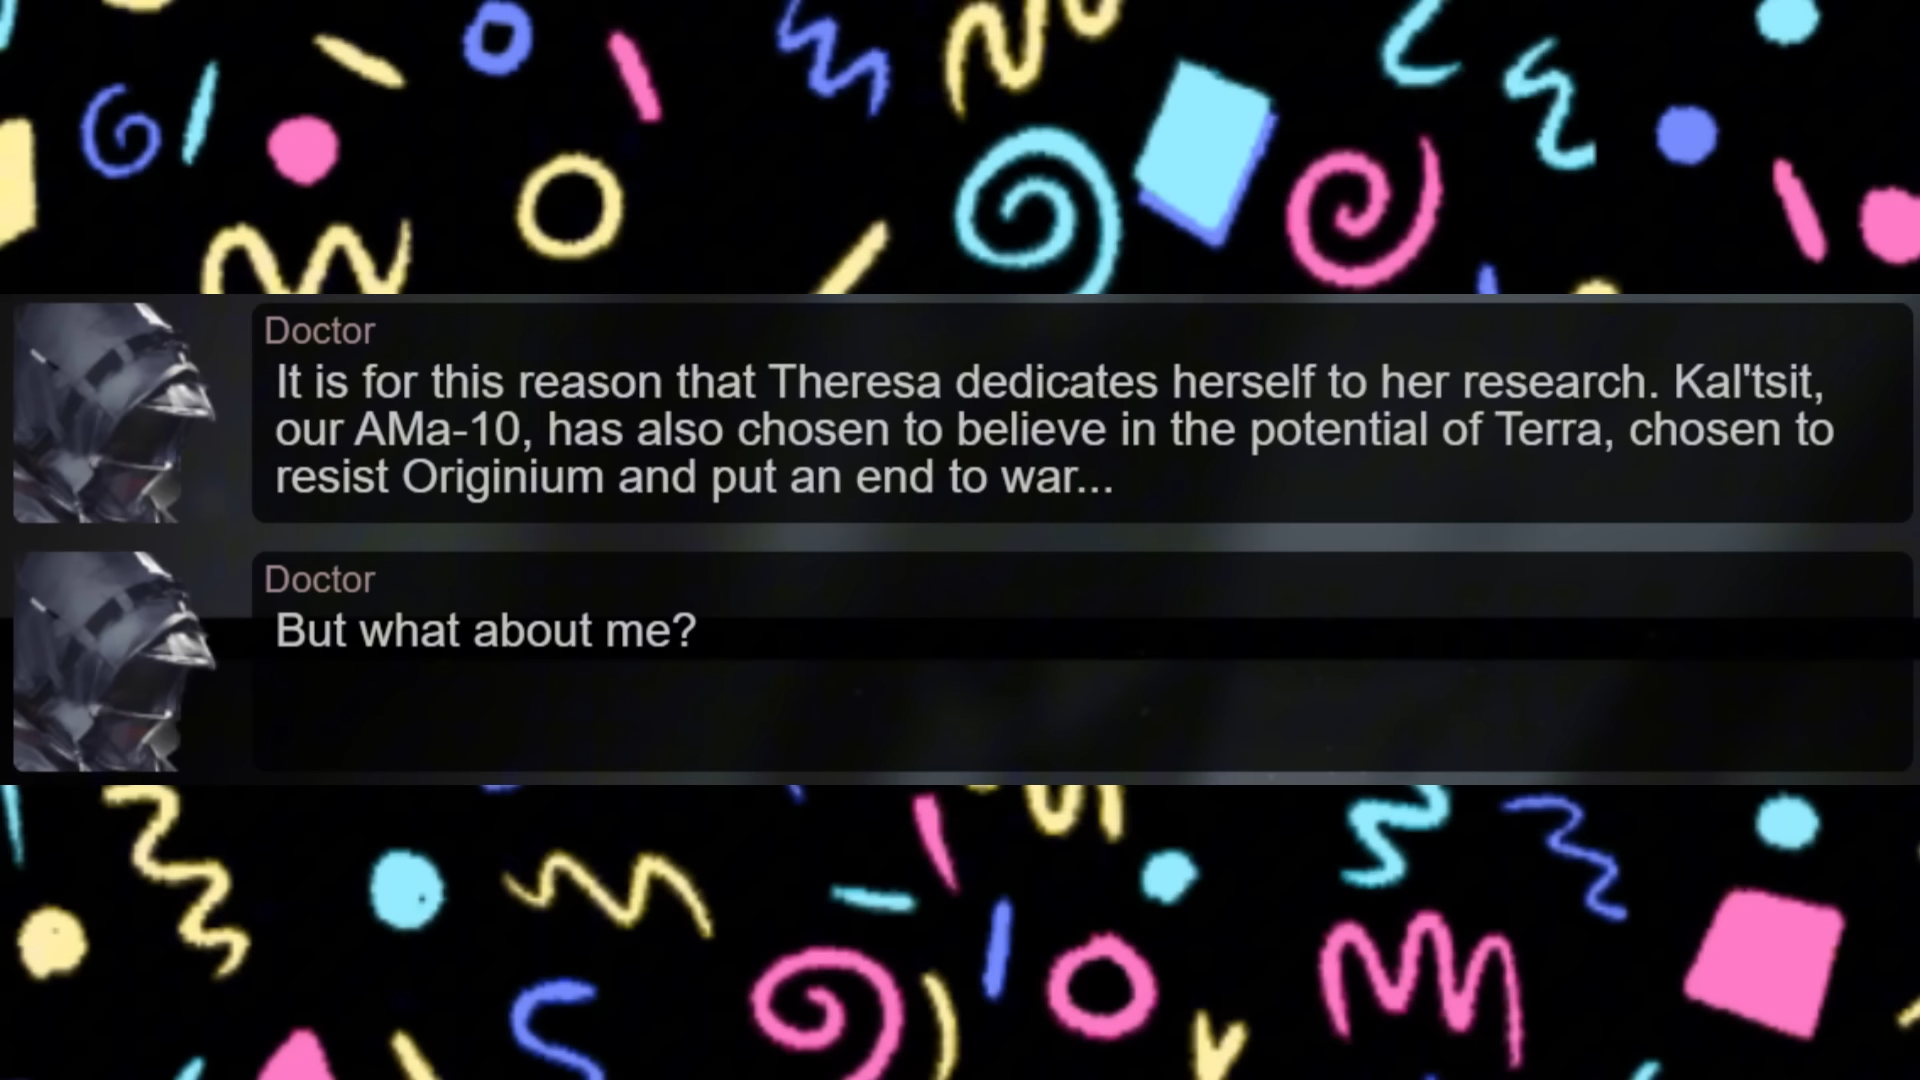 Doctor
It is for this reason that Theresa dedicates herself to her research. Kal'tsit,
our AMa-10, has also chosen to believe in the potential of Terra, chosen to
resist Originium and put an end to war...
Doctor
But what about me?